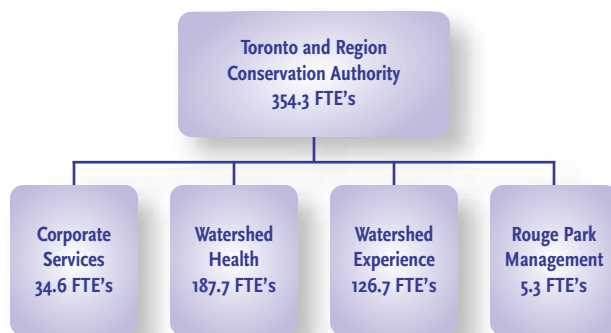 Toronto and Region
Conservation Authority
354.3 FTE's
Corporate
Services
34.6 FTE's
Watershed
Health
187.7 FTE's
Watershed
Experience
126.7 FTE's
Rouge Park
Management
5.3 FTE's